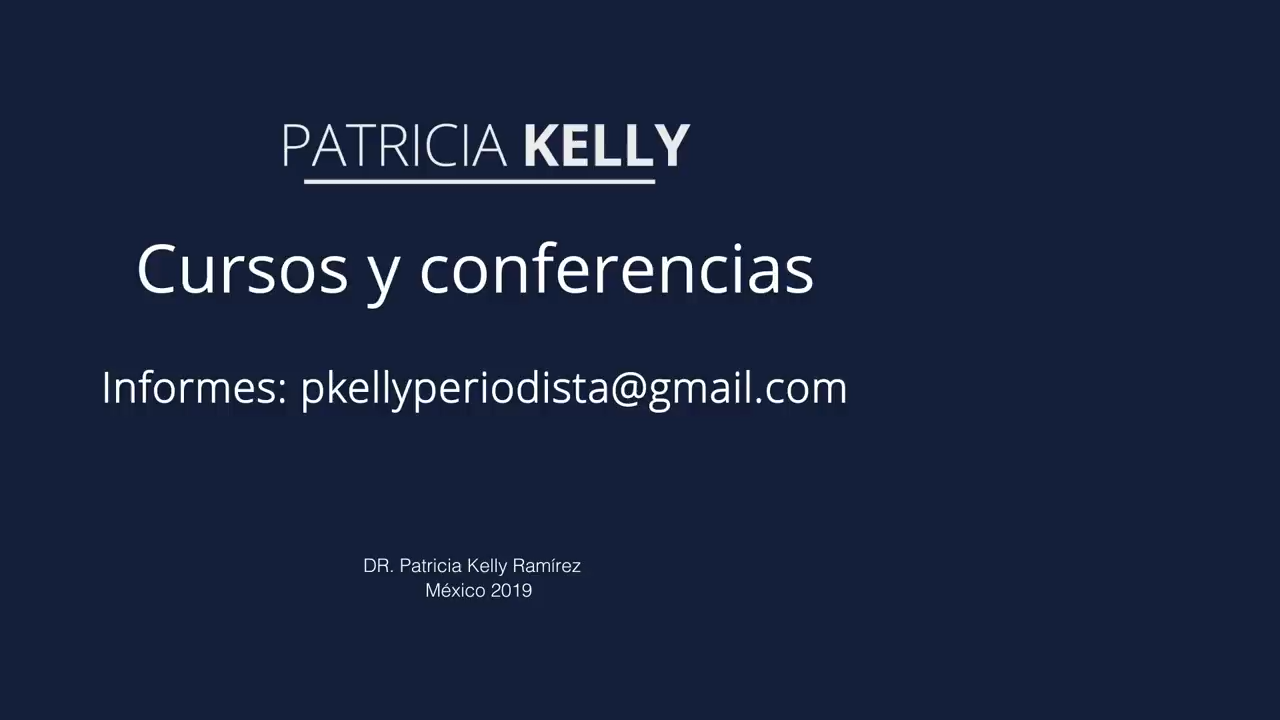 PATRICIA KELLY
Cursos y conferencias
Informes: pkellyperiodista@gmail.com
DR. Patricia Kelly Ramírez
México 2019